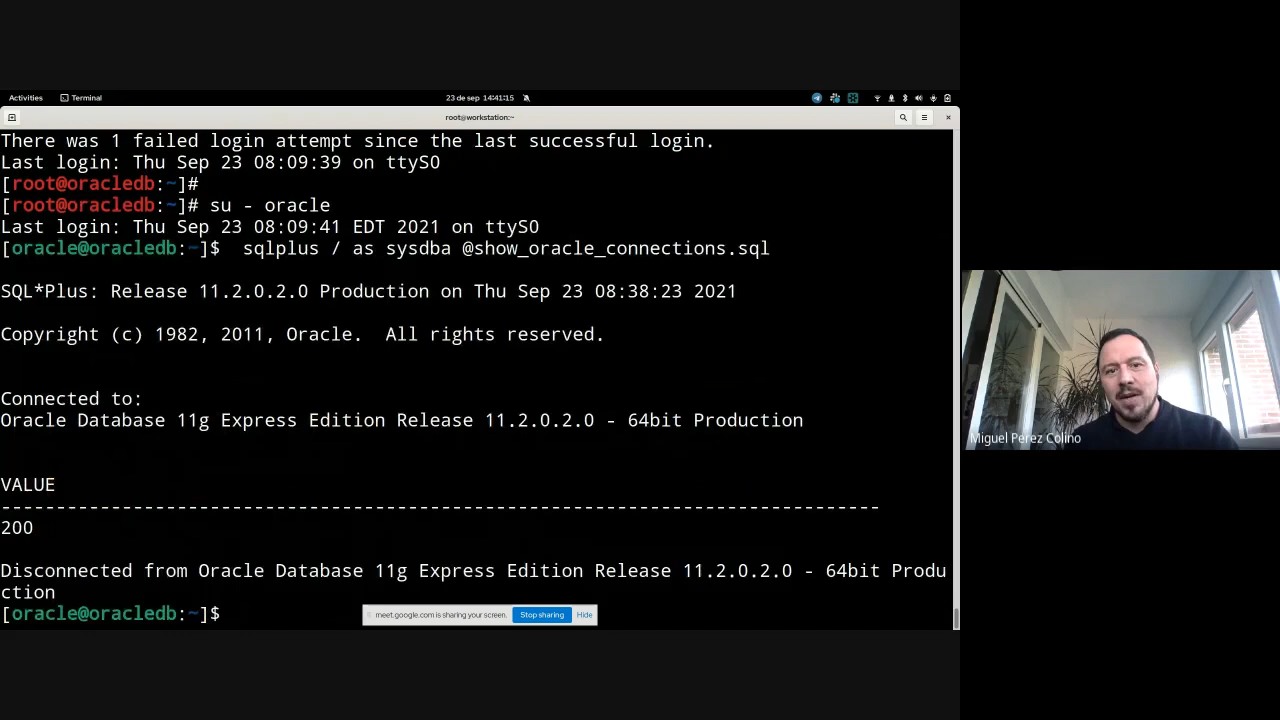 Activities
Terminal
23 de sep 14:41:15
root@workstation:~
There was 1 failed login attempt since the last successful login.
Last login: Thu Sep 23 08:09:39 on ttyS0
[root@oracledb:~]#
[root@oracledb:~]# su - oracle
Last login: Thu Sep 23 08:09:41 EDT 2021 on ttyS0
[oracle@oracledb:~]$  sqlplus / as sysdba @show_oracle_connections.sql
SQL*Plus: Release 11.2.0.2.0 Production on Thu Sep 23 08:38:23 2021
Copyright (c) 1982, 2011, Oracle.  All rights reserved.
Connected to:
Oracle Database 11g Express Edition Release 11.2.0.2.0 - 64bit Production
VALUE
--------------------------------------------------------------------------------
200
Disconnected from Oracle Database 11g Express Edition Release 11.2.0.2.0 - 64bit Produ
ction
[oracle@oracledb:~]$
meet.google.com is sharing your screen.
Stop sharing
Hide
Miguel Perez Colino